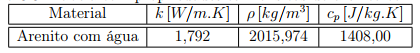 Material k [W/m.K] ρ [kg/m³] cₚ [J/kg.K]
Arenito com água 1,792 2015,974 1408,00